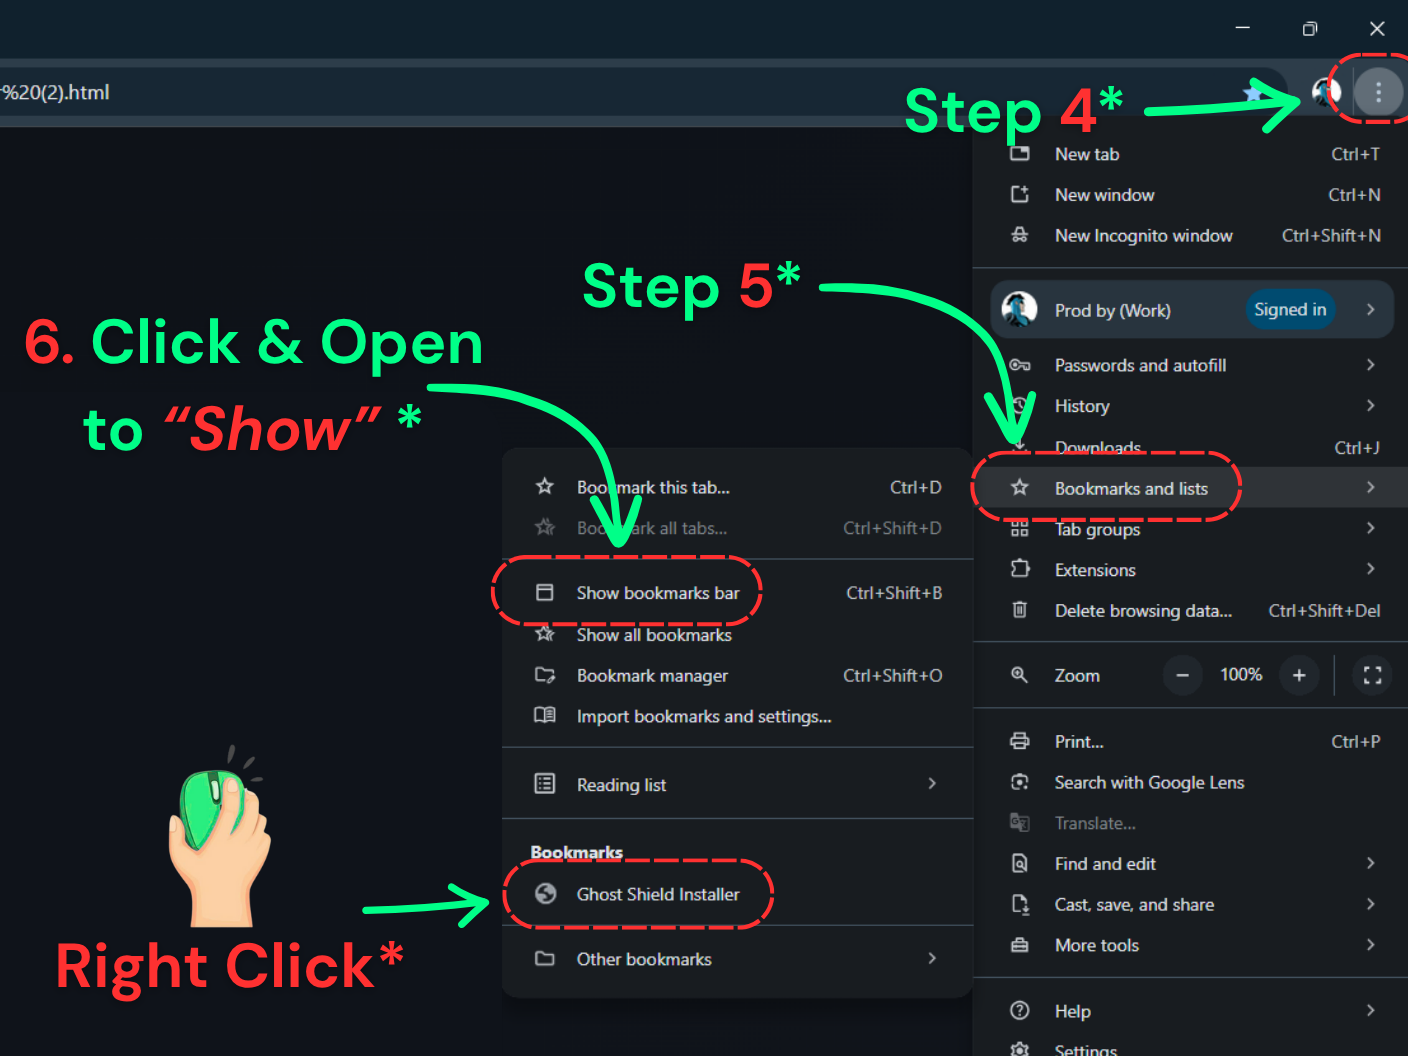 r%20(2).html
Step 4*
New tab Ctrl+T
New window Ctrl+N
New Incognito window Ctrl+Shift+N
Step 5*
Prod by (Work) Signed in
6. Click & Open
to “Show” *
Passwords and autofill
History
Downloads Ctrl+J
Bookmarks and lists
Tab groups
Extensions
Delete browsing data... Ctrl+Shift+Del
Zoom − 100% +
Print... Ctrl+P
Search with Google Lens
Translate...
Find and edit
Cast, save, and share
More tools
Help
Settings
Bookmark this tab... Ctrl+D
Bookmark all tabs... Ctrl+Shift+D
Show bookmarks bar Ctrl+Shift+B
Show all bookmarks
Bookmark manager Ctrl+Shift+O
Import bookmarks and settings...
Reading list
Bookmarks
Ghost Shield Installer
Other bookmarks
Right Click*